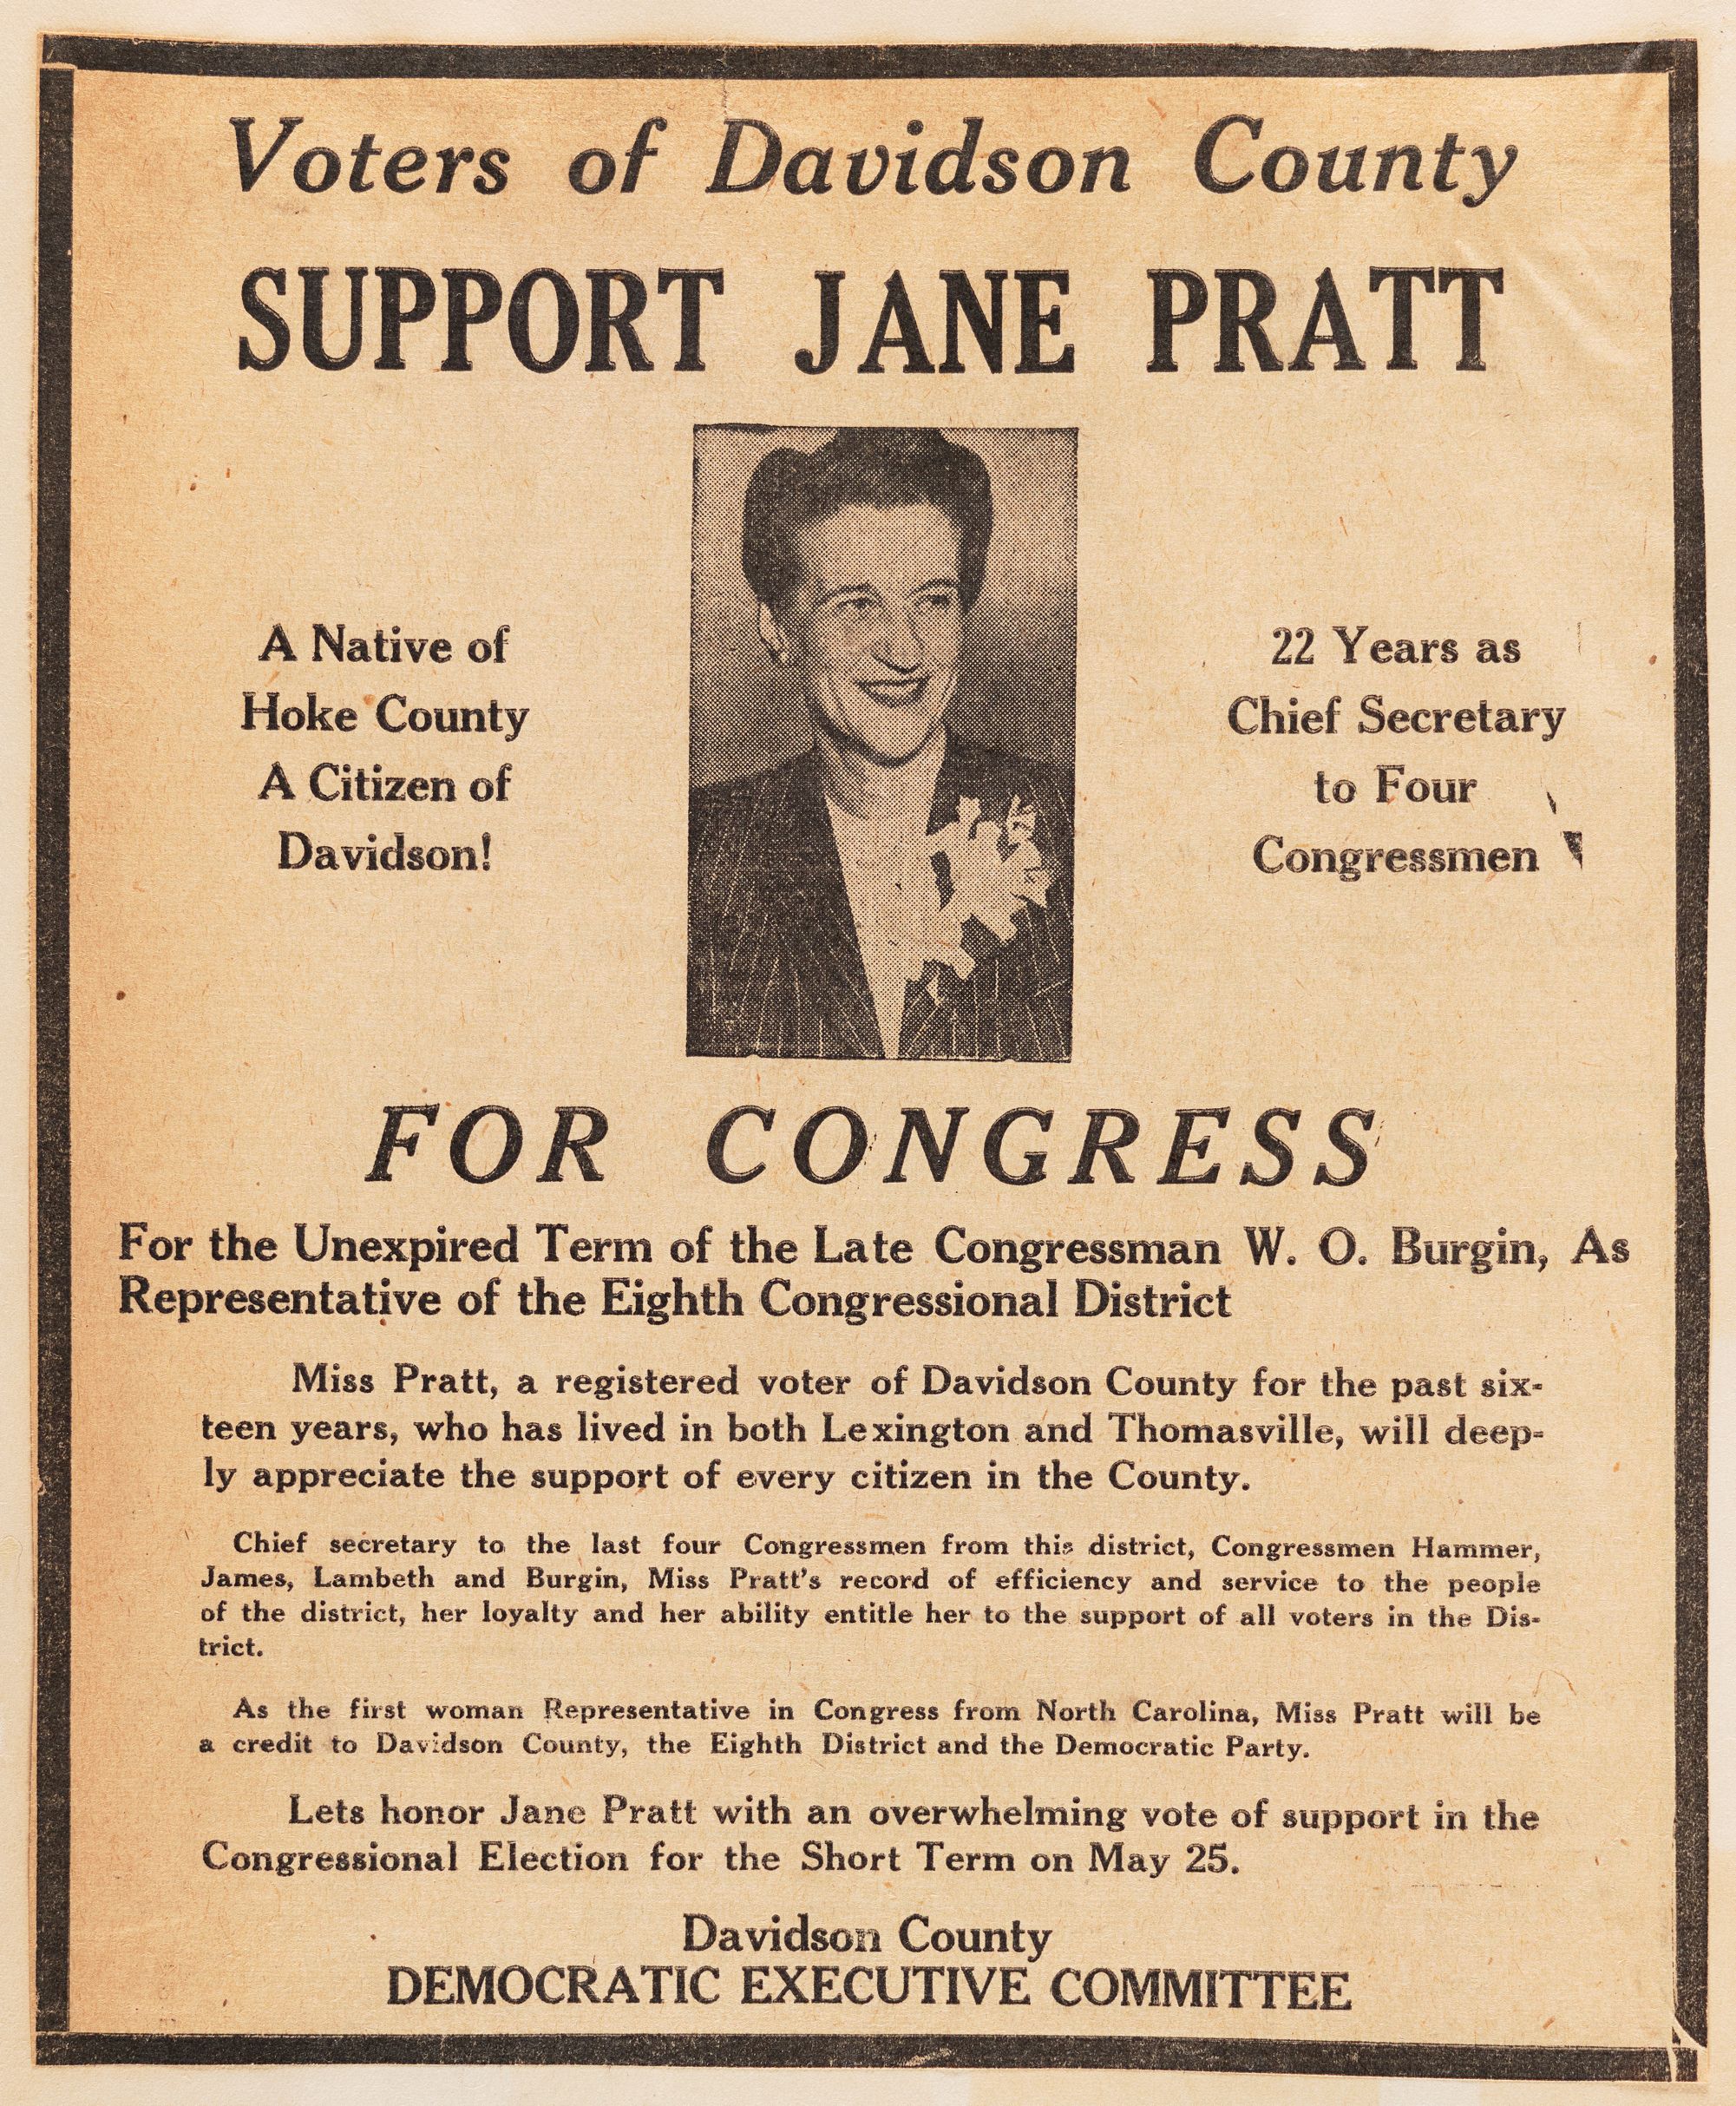 Voters of Davidson County
SUPPORT JANE PRATT
A Native of
Hoke County
A Citizen of
Davidson!
22 Years as
Chief Secretary
to Four
Congressmen
FOR CONGRESS
For the Unexpired Term of the Late Congressman W. O. Burgin, As
Representative of the Eighth Congressional District
Miss Pratt, a registered voter of Davidson County for the past six-
teen years, who has lived in both Lexington and Thomasville, will deep-
ly appreciate the support of every citizen in the County.
Chief secretary to the last four Congressmen from this district, Congressmen Hammer,
James, Lambeth and Burgin, Miss Pratt's record of efficiency and service to the people
of the district, her loyalty and her ability entitle her to the support of all voters in the Dis-
trict.
As the first woman Representative in Congress from North Carolina, Miss Pratt will be
a credit to Davidson County, the Eighth District and the Democratic Party.
Lets honor Jane Pratt with an overwhelming vote of support in the
Congressional Election for the Short Term on May 25.
Davidson County
DEMOCRATIC EXECUTIVE COMMITTEE